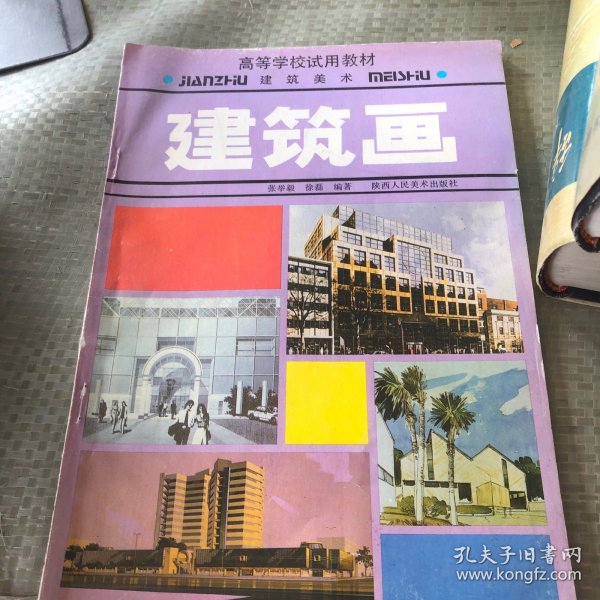 高等学校试用教材
JIANZHU 建筑美术 MEISHU
建筑画
张举毅 徐磊 编著 陕西人民美术出版社
孔夫子旧书网
www.kongfz.com